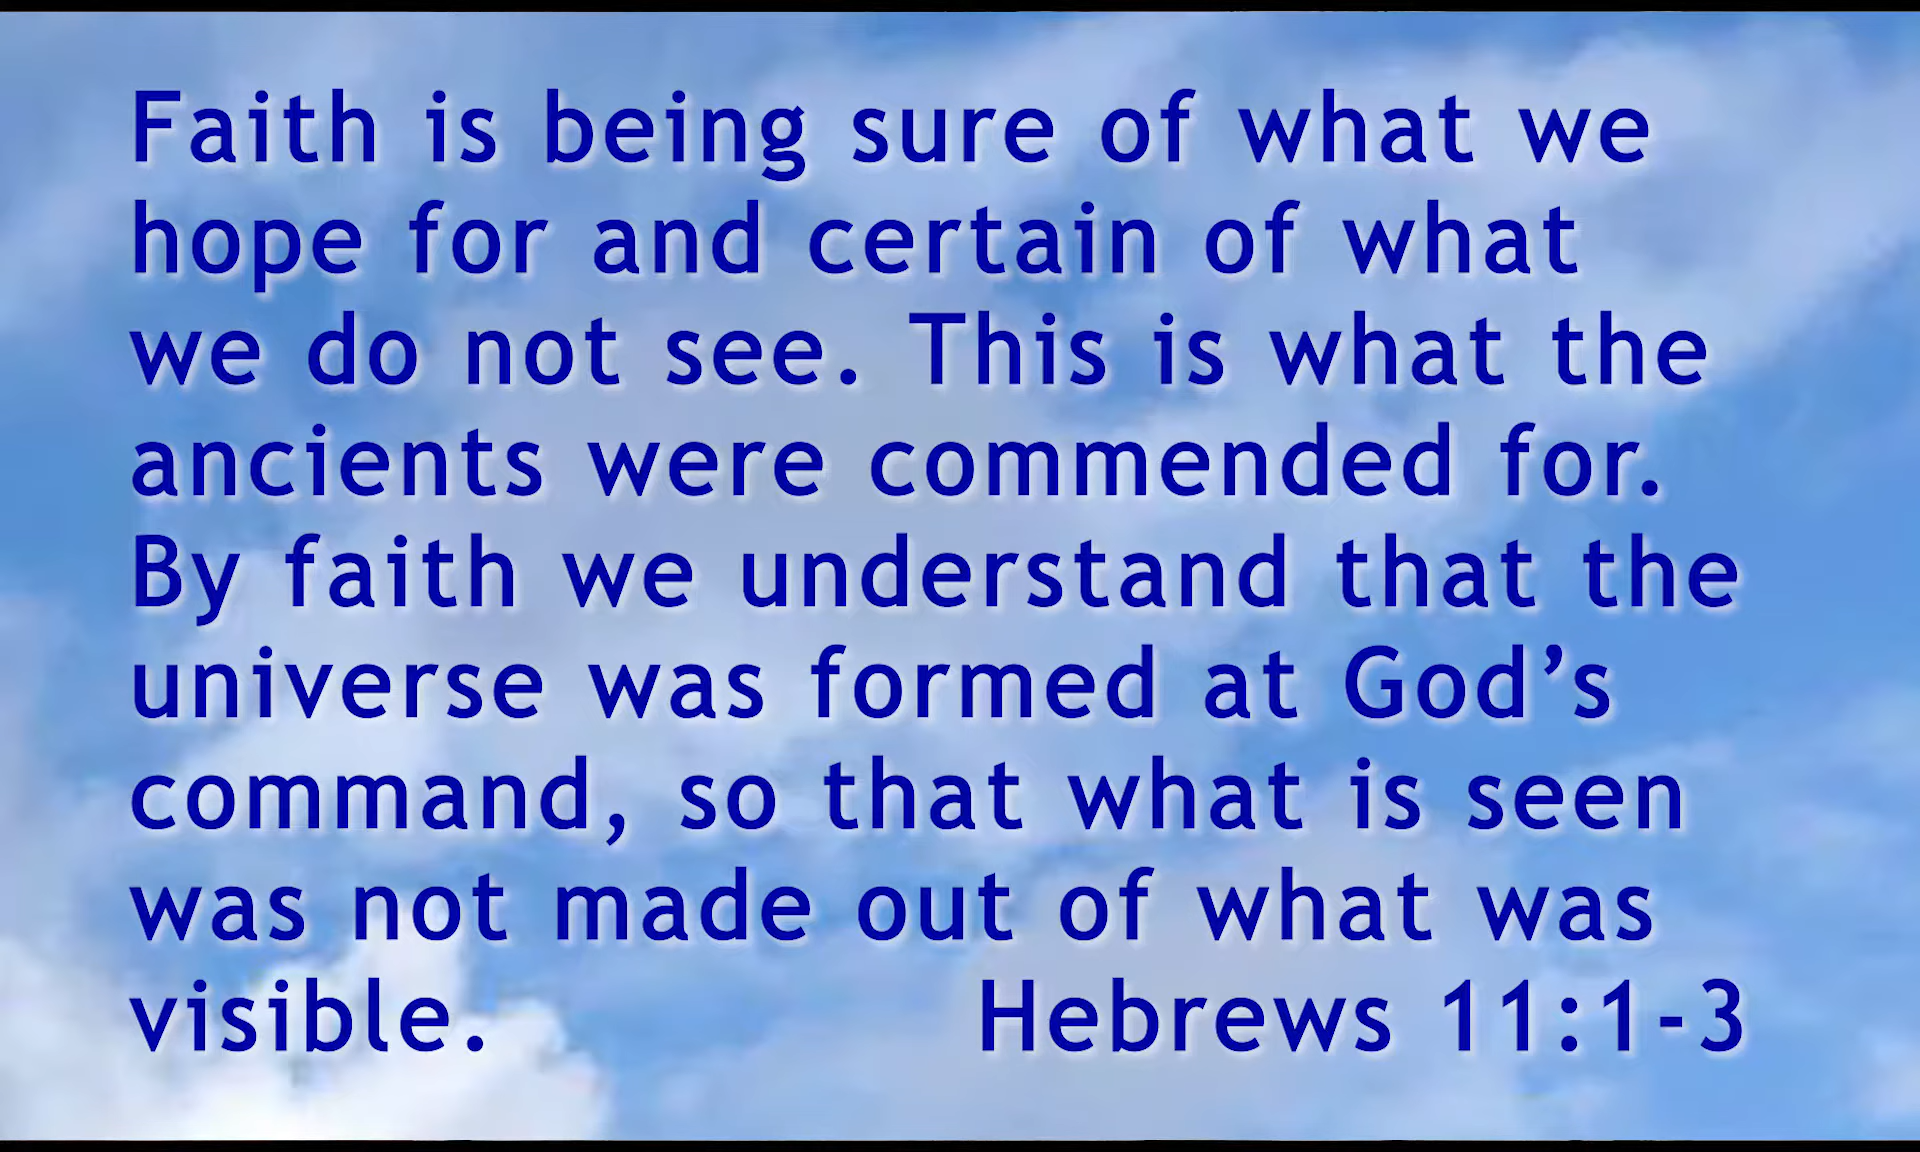 Faith is being sure of what we
hope for and certain of what
we do not see. This is what the
ancients were commended for.
By faith we understand that the
universe was formed at God’s
command, so that what is seen
was not made out of what was
visible. Hebrews 11:1-3